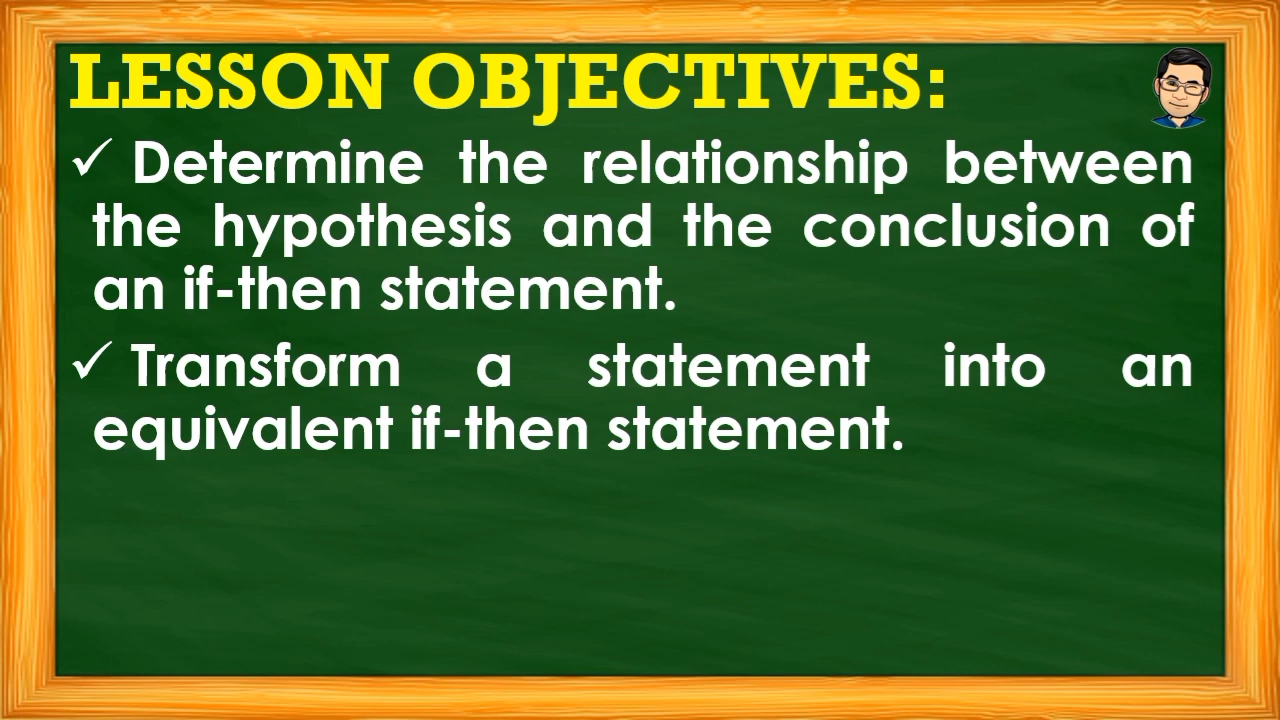 LESSON OBJECTIVES:
✓ Determine the relationship between
the hypothesis and the conclusion of
an if-then statement.
✓ Transform a statement into an
equivalent if-then statement.